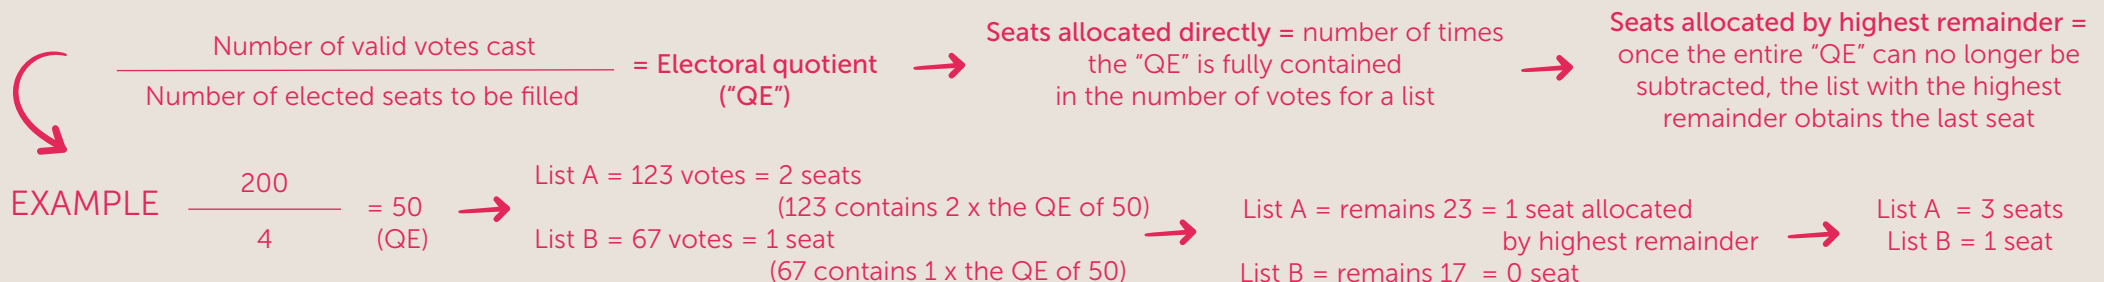 Number of valid votes cast
Number of elected seats to be filled
= Electoral quotient
(“QE”)
Seats allocated directly = number of times
the “QE” is fully contained
in the number of votes for a list
Seats allocated by highest remainder =
once the entire “QE” can no longer be
subtracted, the list with the highest
remainder obtains the last seat
EXAMPLE
200
4
= 50
(QE)
List A = 123 votes = 2 seats
(123 contains 2 x the QE of 50)
List B = 67 votes = 1 seat
(67 contains 1 x the QE of 50)
List A = remains 23 = 1 seat allocated
by highest remainder
List B = remains 17 = 0 seat
List A = 3 seats
List B = 1 seat